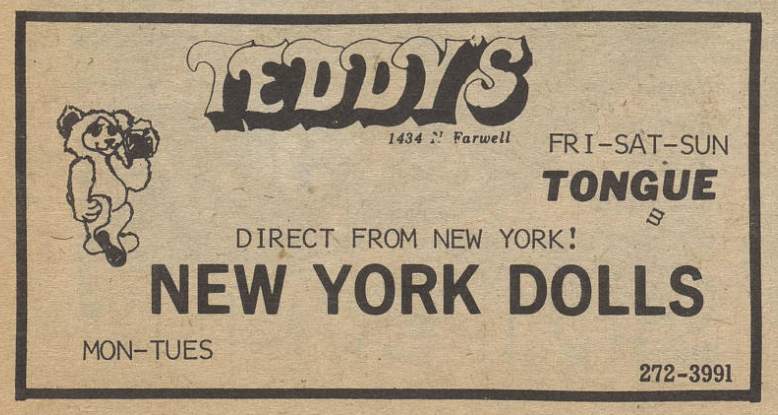 TEDDY'S
1434 N Farwell
FRI-SAT-SUN
TONGUE
DIRECT FROM NEW YORK!
NEW YORK DOLLS
MON-TUES
272-3991